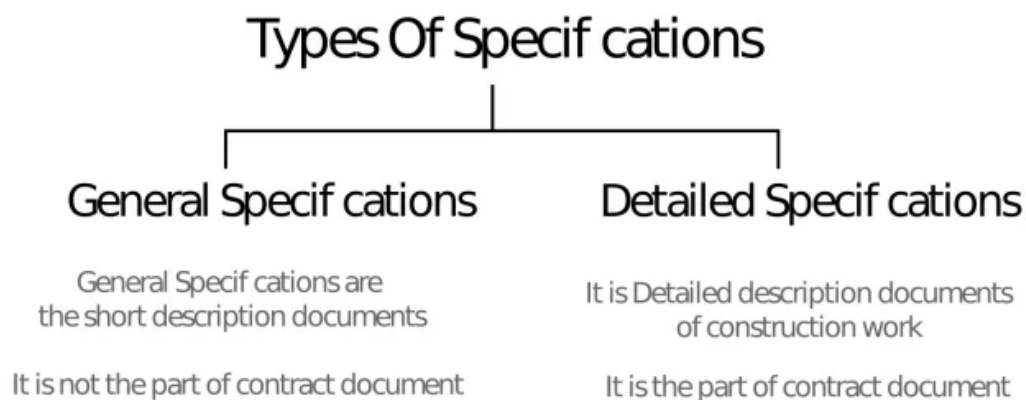 Types Of Specif cations
General Specif cations
Detailed Specif cations
General Specif cations are
the short description documents
It is not the part of contract document
It is Detailed description documents
of construction work
It is the part of contract document